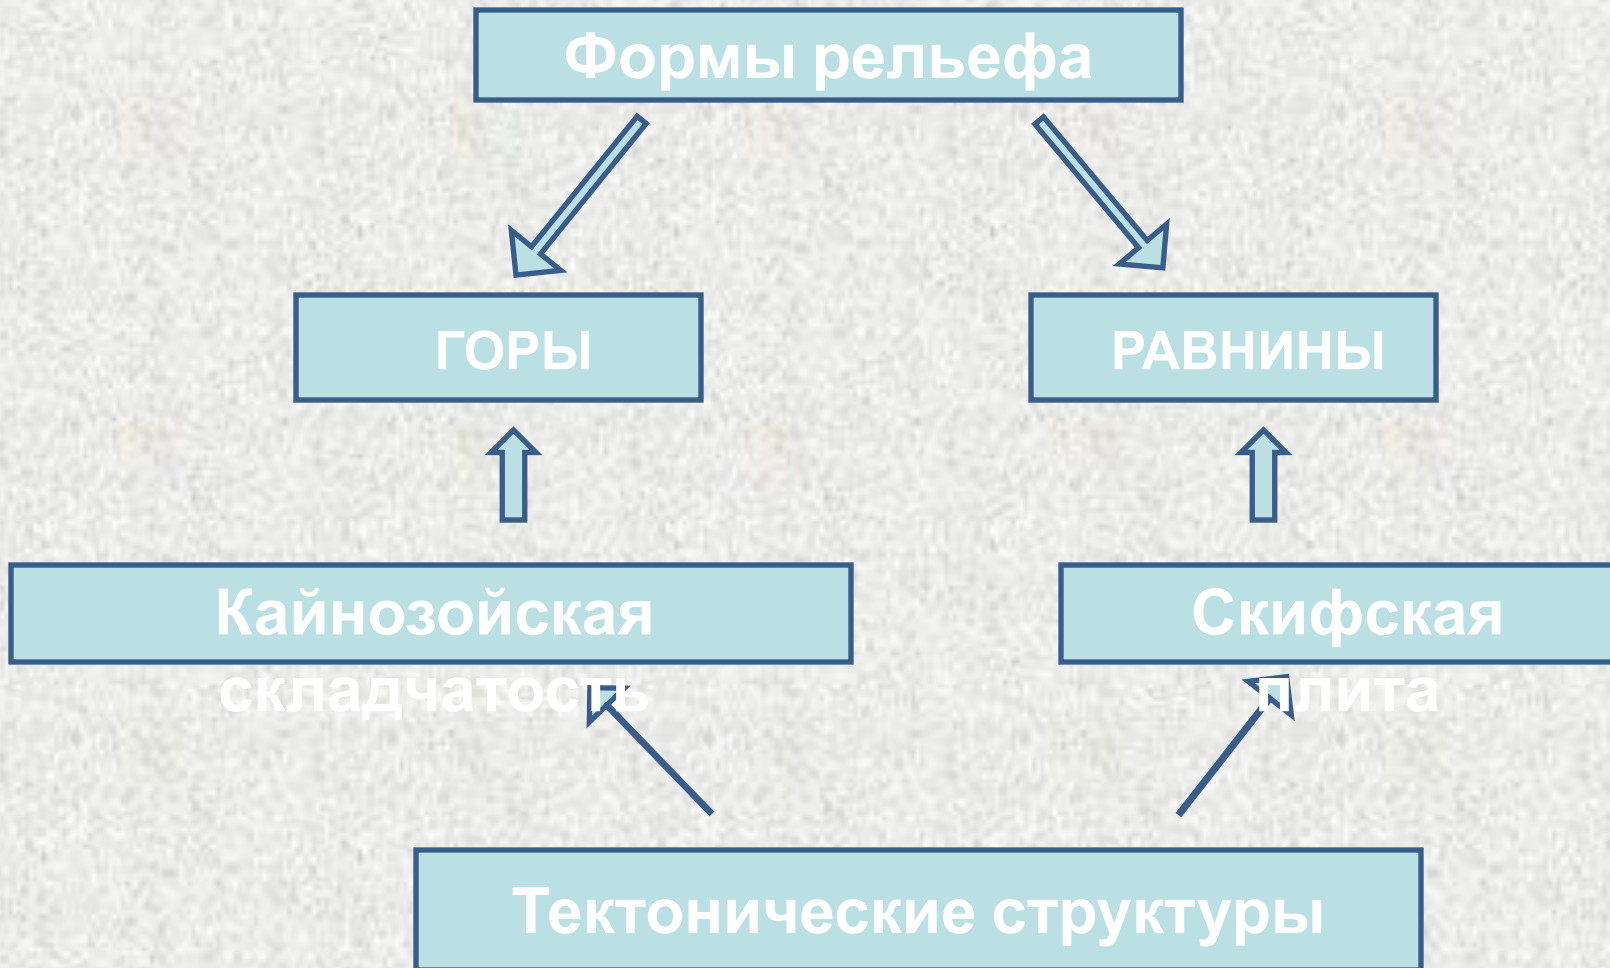 Формы рельефа
ГОРЫ
РАВНИНЫ
Кайнозойская
складчатость
Скифская
плита
Тектонические структуры